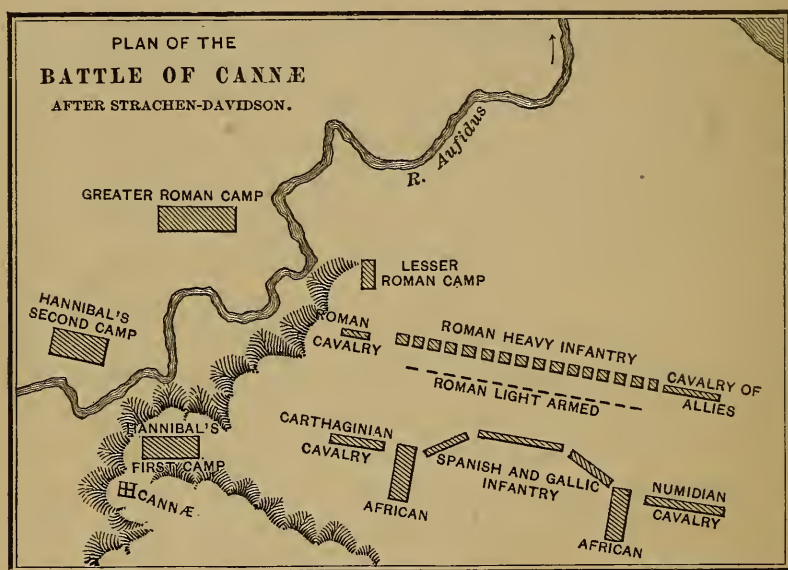 PLAN OF THE
BATTLE OF CANNÆ
AFTER STRACHEN-DAVIDSON.
R. Aufidus
GREATER ROMAN CAMP
LESSER
ROMAN CAMP
HANNIBAL'S
SECOND CAMP
ROMAN
CAVALRY
ROMAN HEAVY INFANTRY
CAVALRY OF
ALLIES
ROMAN LIGHT ARMED
HANNIBAL'S
FIRST CAMP
CARTHAGINIAN
CAVALRY
SPANISH AND GALLIC
INFANTRY
NUMIDIAN
CAVALRY
CANNÆ
AFRICAN
AFRICAN